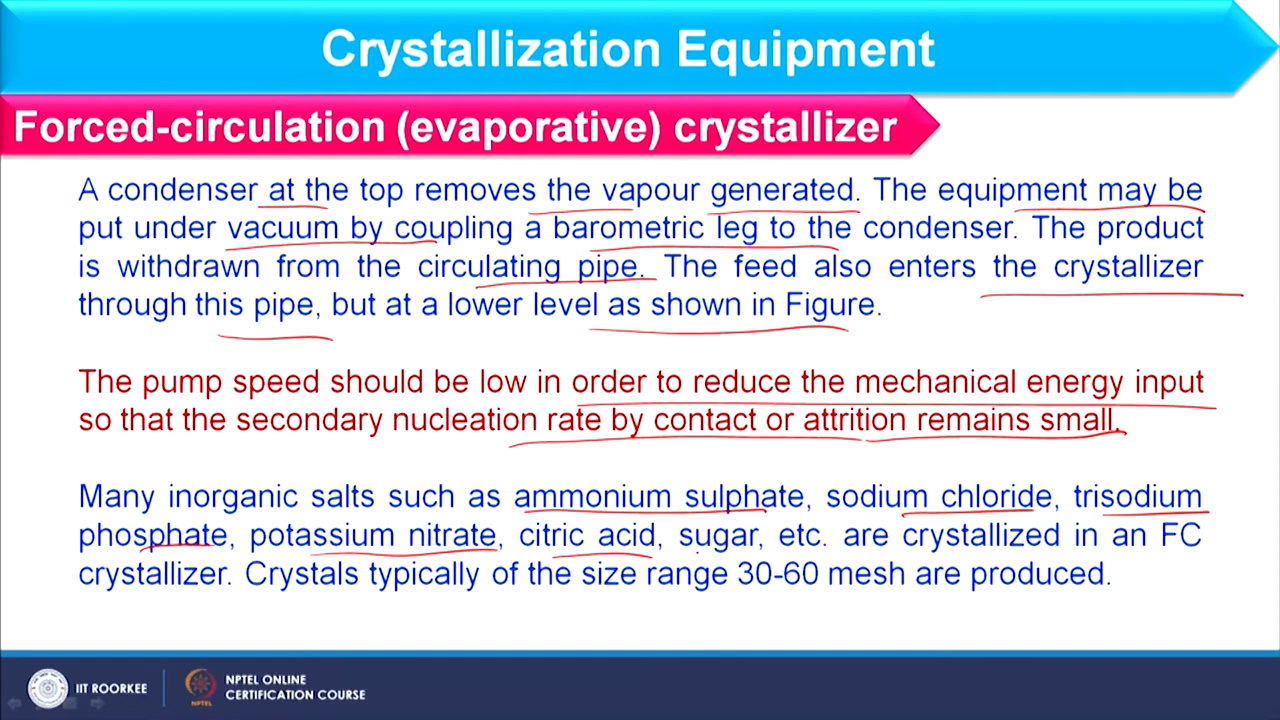 Crystallization Equipment
Forced-circulation (evaporative) crystallizer
A condenser at the top removes the vapour generated. The equipment may be
put under vacuum by coupling a barometric leg to the condenser. The product
is withdrawn from the circulating pipe. The feed also enters the crystallizer
through this pipe, but at a lower level as shown in Figure.
The pump speed should be low in order to reduce the mechanical energy input
so that the secondary nucleation rate by contact or attrition remains small.
Many inorganic salts such as ammonium sulphate, sodium chloride, trisodium
phosphate, potassium nitrate, citric acid, sugar, etc. are crystallized in an FC
crystallizer. Crystals typically of the size range 30-60 mesh are produced.
IIT ROORKEE
NPTEL
NPTEL ONLINE
CERTIFICATION COURSE